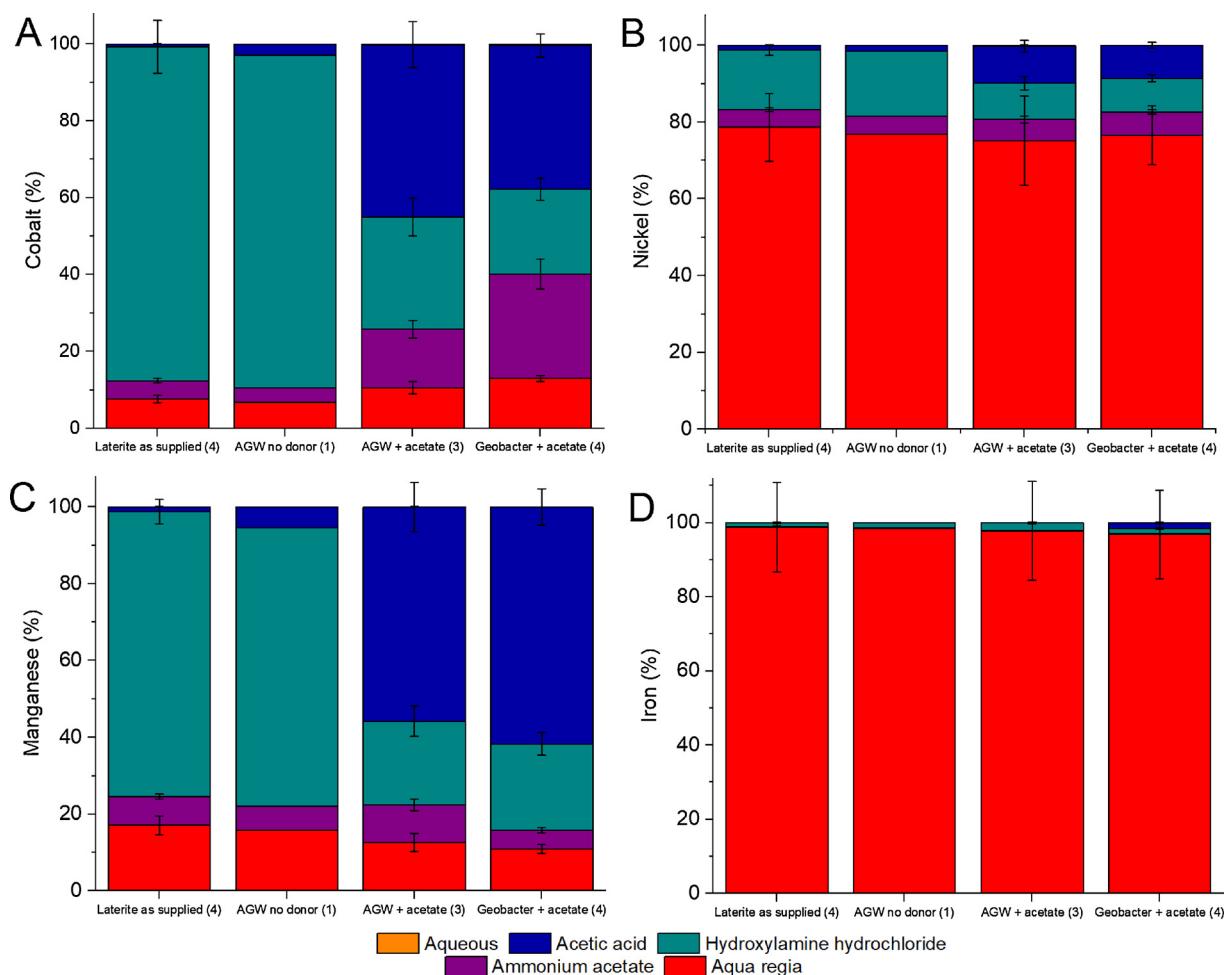 A
Cobalt (%)
100
80
60
40
20
0
Laterite as supplied (4) AGW no donor (1) AGW + acetate (3) Geobacter + acetate (4)
B
Nickel (%)
100
80
60
40
20
0
Laterite as supplied (4) AGW no donor (1) AGW + acetate (3) Geobacter + acetate (4)
C
Manganese (%)
100
80
60
40
20
0
Laterite as supplied (4) AGW no donor (1) AGW + acetate (3) Geobacter + acetate (4)
D
Iron (%)
100
80
60
40
20
0
Laterite as supplied (4) AGW no donor (1) AGW + acetate (3) Geobacter + acetate (4)
Aqueous Acetic acid Hydroxylamine hydrochloride
Ammonium acetate Aqua regia